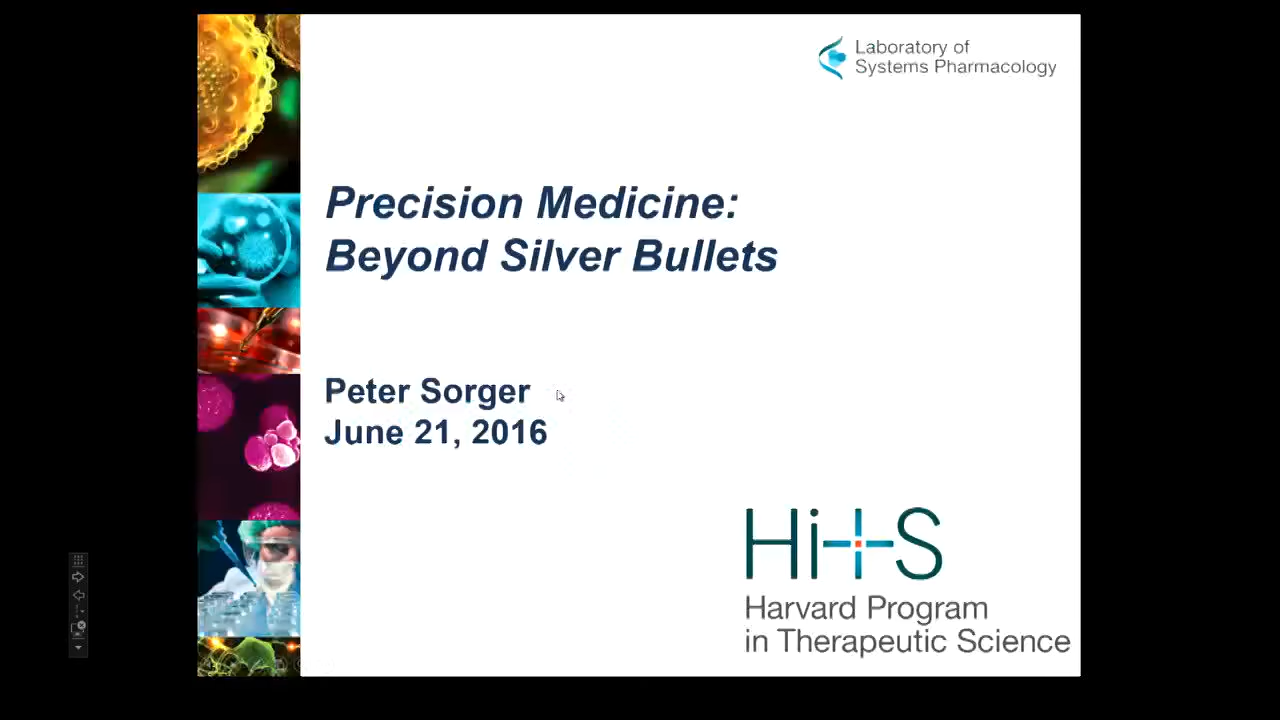 Laboratory of
Systems Pharmacology
Precision Medicine:
Beyond Silver Bullets
Peter Sorger
June 21, 2016
HiTS
Harvard Program
in Therapeutic Science